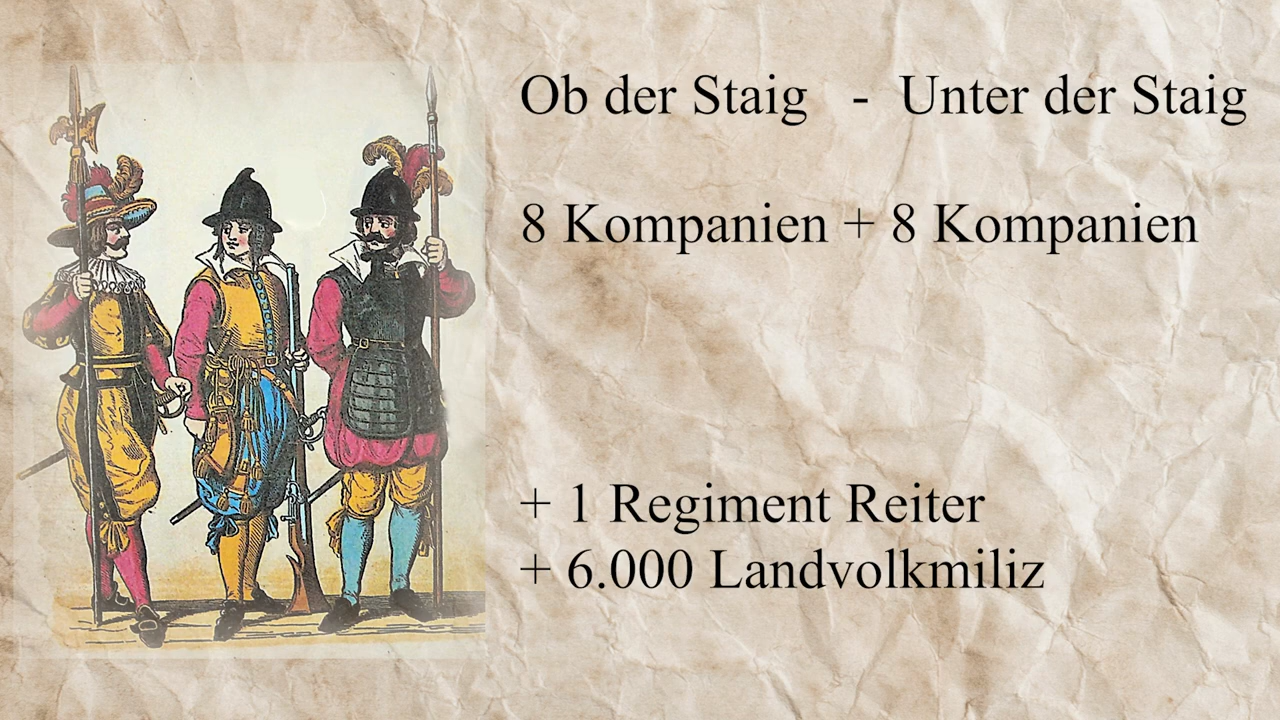 Ob der Staig - Unter der Staig
8 Kompanien + 8 Kompanien
+ 1 Regiment Reiter
+ 6.000 Landvolkmiliz